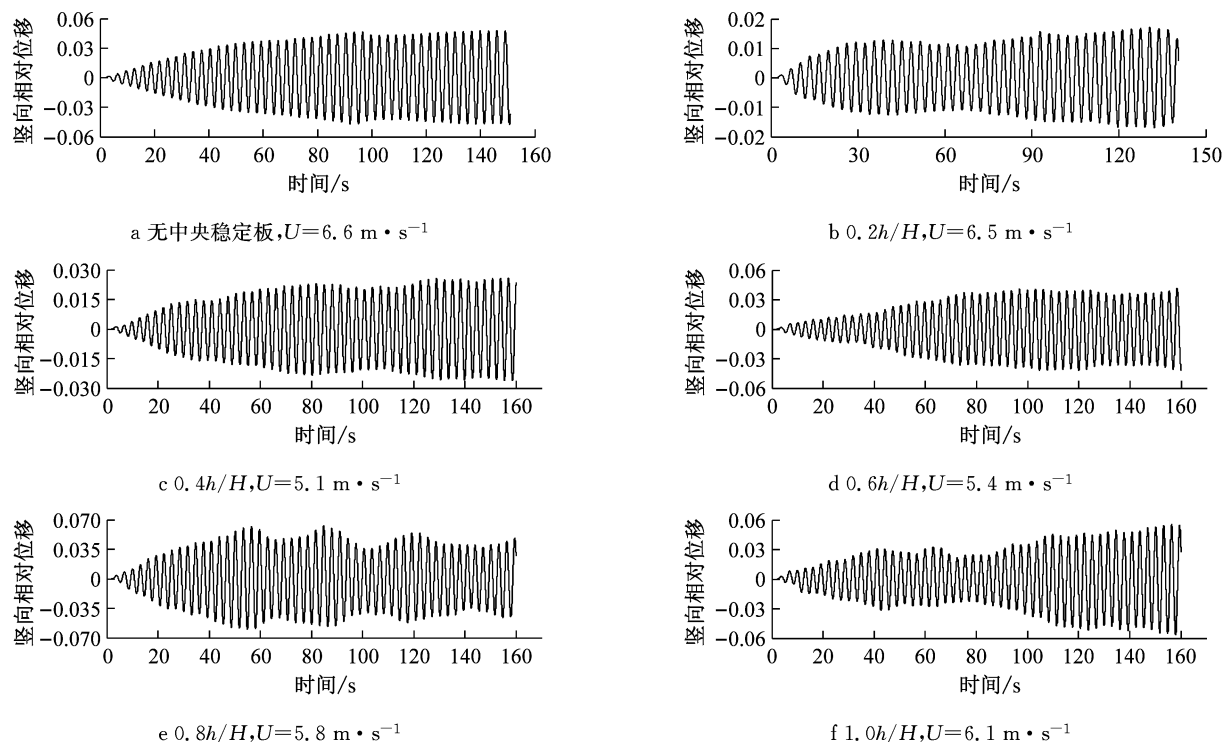 竖向相对位移
0.06
0.03
0
−0.03
−0.06
0 20 40 60 80 100 120 140 160
时间/s
a 无中央稳定板,U=6.6 m·s⁻¹
竖向相对位移
0.02
0.01
0
−0.01
−0.02
0 30 60 90 120 150
时间/s
b 0.2h/H,U=6.5 m·s⁻¹
竖向相对位移
0.030
0.015
0
−0.015
−0.030
0 20 40 60 80 100 120 140 160
时间/s
c 0.4h/H,U=5.1 m·s⁻¹
竖向相对位移
0.06
0.03
0
−0.03
−0.06
0 20 40 60 80 100 120 140 160
时间/s
d 0.6h/H,U=5.4 m·s⁻¹
竖向相对位移
0.070
0.035
0
−0.035
−0.070
0 20 40 60 80 100 120 140 160
时间/s
e 0.8h/H,U=5.8 m·s⁻¹
竖向相对位移
0.06
0.03
0
−0.03
−0.06
0 20 40 60 80 100 120 140 160
时间/s
f 1.0h/H,U=6.1 m·s⁻¹